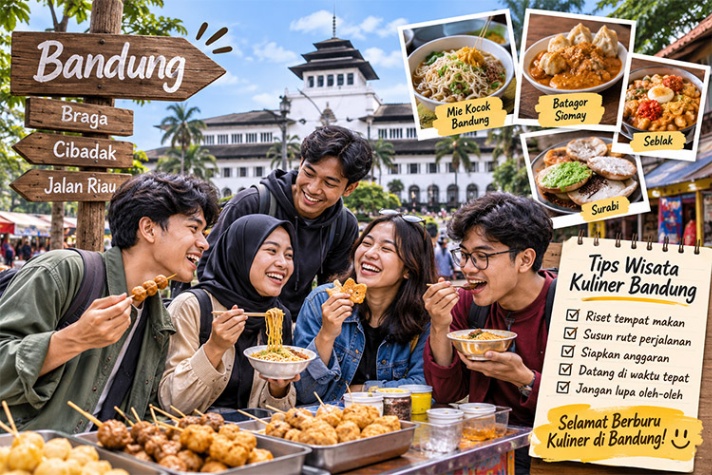 Bandung
Braga
Cibadak
Jalan Riau
Mie Kocok
Bandung
Batagor
Siomay
Seblak
Surabi
Tips Wisata
Kuliner Bandung
Riset tempat makan
Susun rute perjalanan
Siapkan anggaran
Datang di waktu tepat
Jangan lupa oleh-oleh
Selamat Berburu
Kuliner di Bandung!